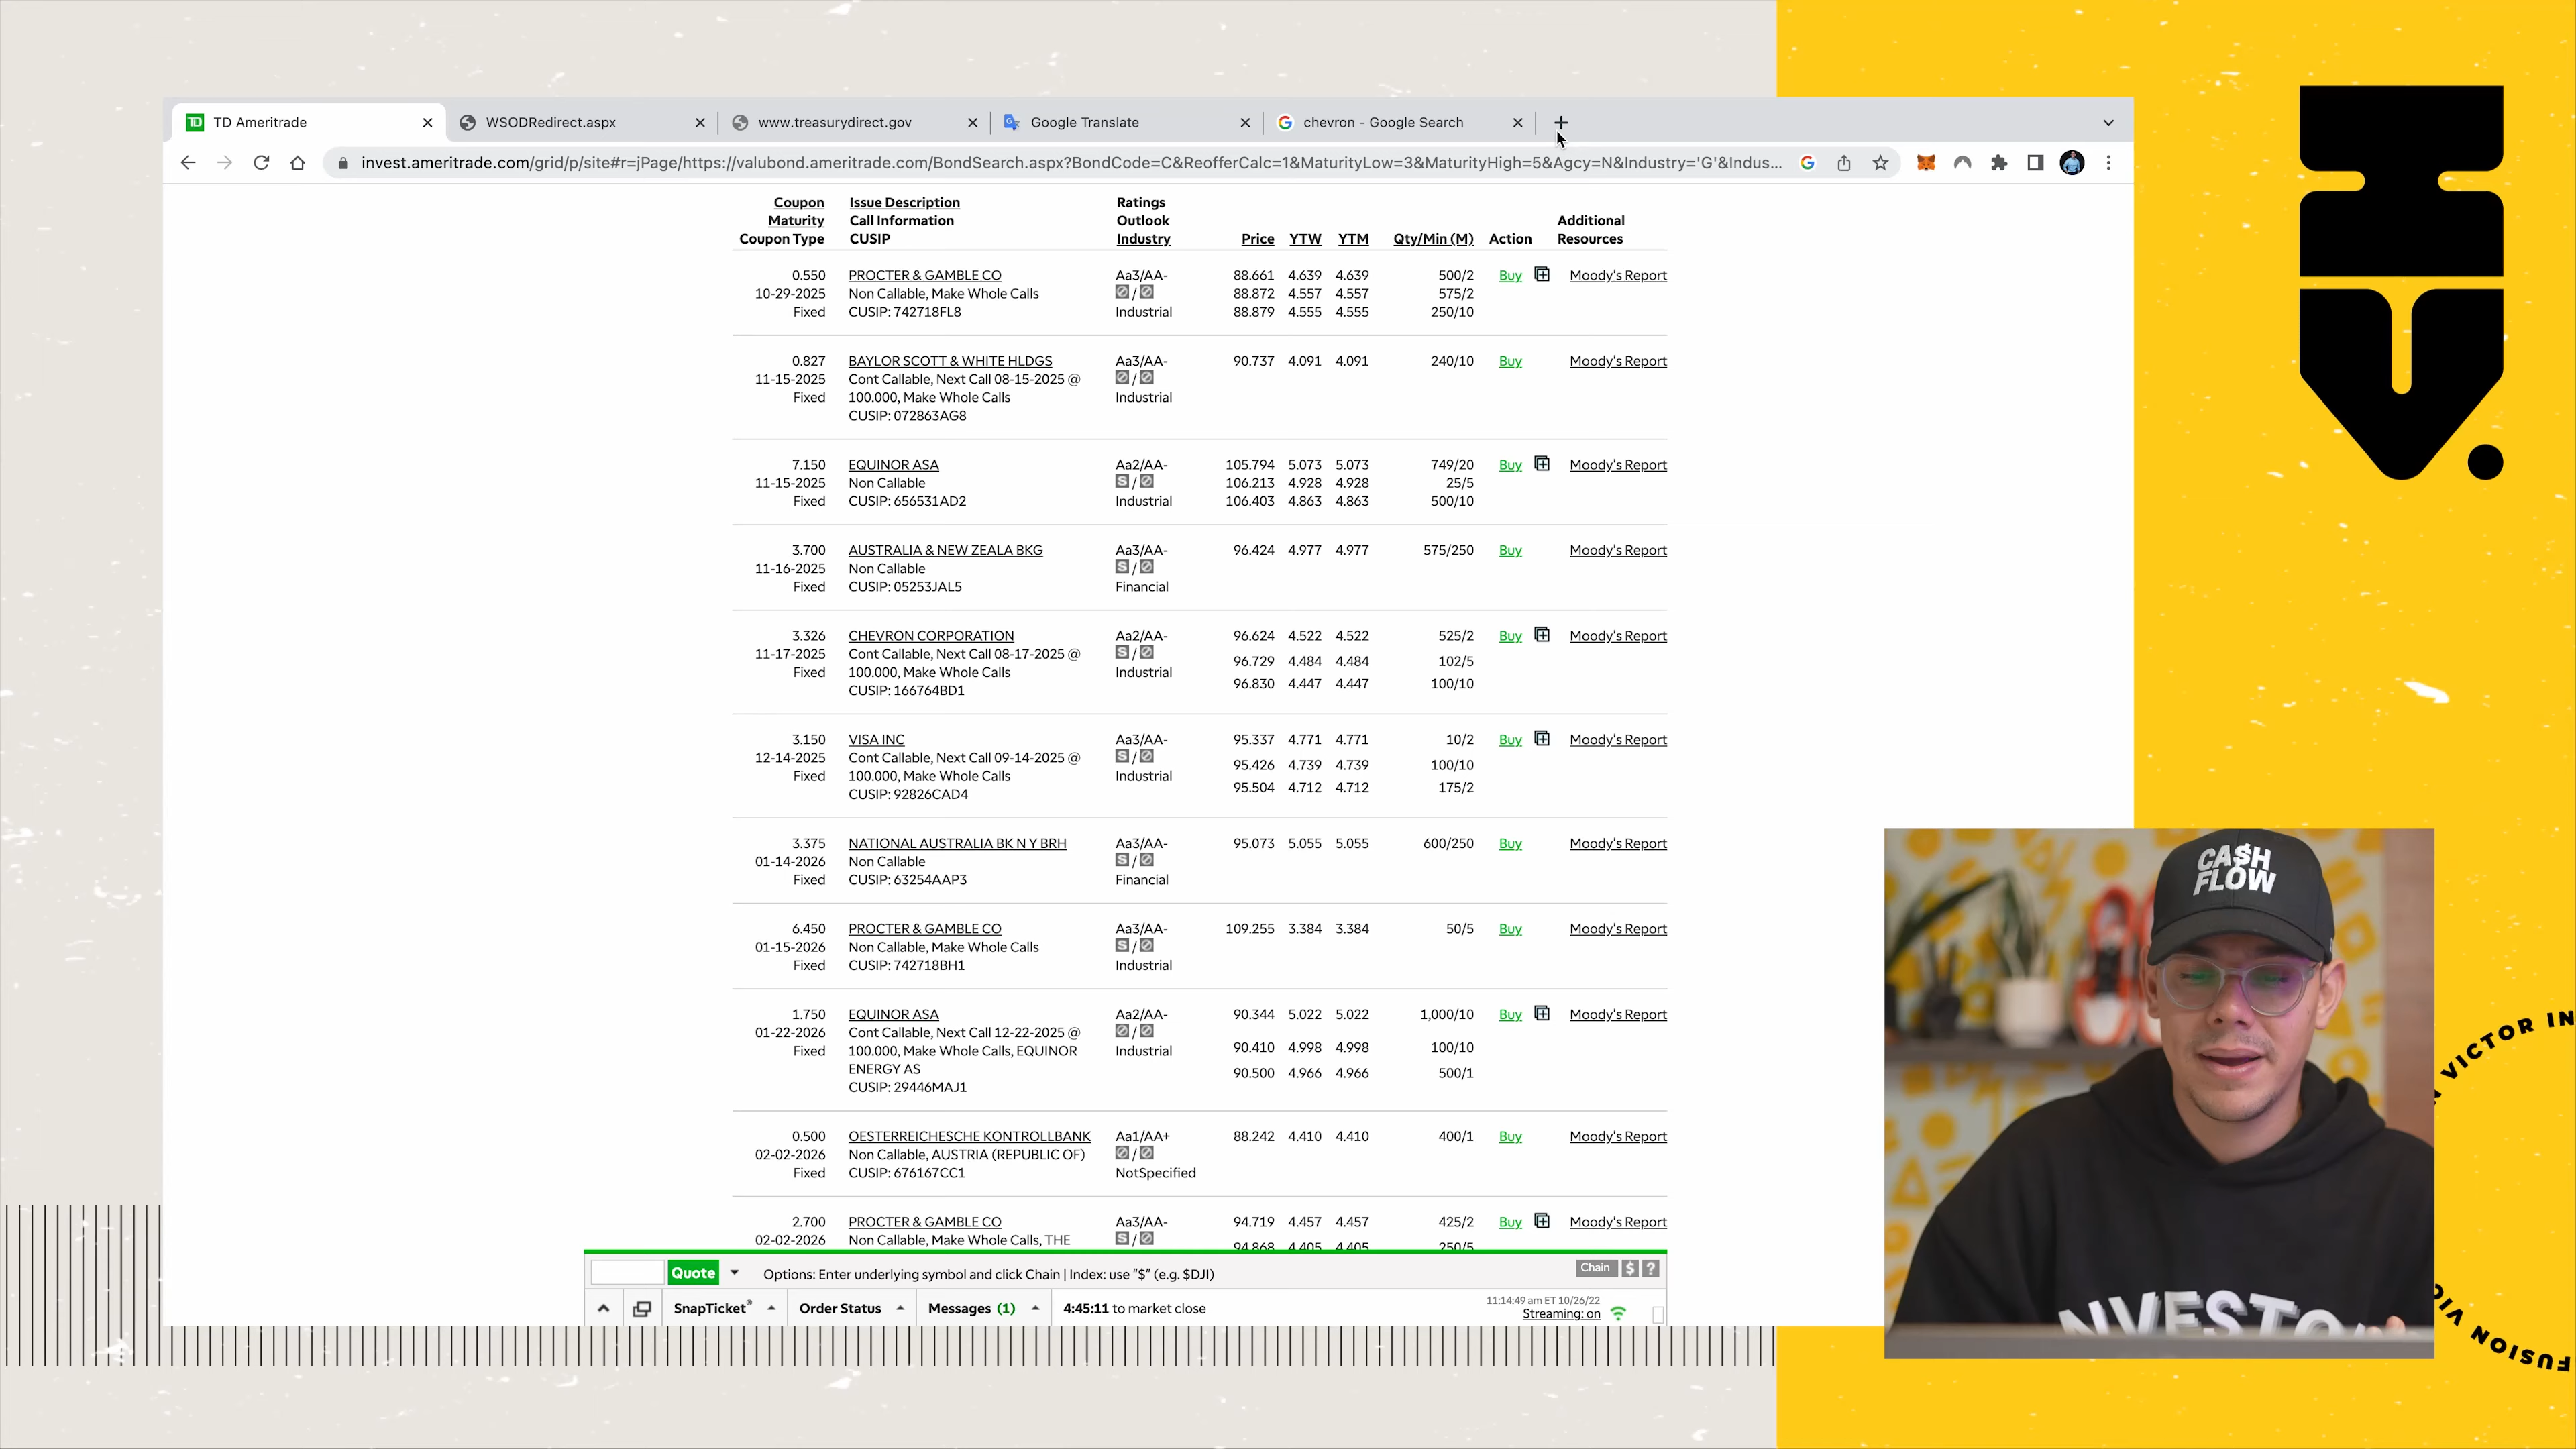 TD Ameritrade
WSODRedirect.aspx
www.treasurydirect.gov
Google Translate
chevron - Google Search
invest.ameritrade.com/grid/p/site#r=jPage/https://valubond.ameritrade.com/BondSearch.aspx?BondCode=C&ReofferCalc=1&MaturityLow=3&MaturityHigh=5&Agcy=N&Industry='G'&Indus...
Coupon Issue Description Ratings
Maturity Call Information Outlook Additional
Coupon Type CUSIP Industry Price YTW YTM Qty/Min (M) Action Resources
0.550 PROCTER & GAMBLE CO Aa3/AA- 88.661 4.639 4.639 500/2 Buy Moody's Report
10-29-2025 Non Callable, Make Whole Calls / 88.872 4.557 4.557 575/2
Fixed CUSIP: 742718FL8 Industrial 88.879 4.555 4.555 250/10
0.827 BAYLOR SCOTT & WHITE HLDGS Aa3/AA- 90.737 4.091 4.091 240/10 Buy Moody's Report
11-15-2025 Cont Callable, Next Call 08-15-2025 @ /
Fixed 100.000, Make Whole Calls Industrial
CUSIP: 072863AG8
7.150 EQUINOR ASA Aa2/AA- 105.794 5.073 5.073 749/20 Buy Moody's Report
11-15-2025 Non Callable S / 106.213 4.928 4.928 25/5
Fixed CUSIP: 656531AD2 Industrial 106.403 4.863 4.863 500/10
3.700 AUSTRALIA & NEW ZEALA BKG Aa3/AA- 96.424 4.977 4.977 575/250 Buy Moody's Report
11-16-2025 Non Callable S /
Fixed CUSIP: 05253JAL5 Financial
3.326 CHEVRON CORPORATION Aa2/AA- 96.624 4.522 4.522 525/2 Buy Moody's Report
11-17-2025 Cont Callable, Next Call 08-17-2025 @ S / 96.729 4.484 4.484 102/5
Fixed 100.000, Make Whole Calls Industrial 96.830 4.447 4.447 100/10
CUSIP: 166764BD1
3.150 VISA INC Aa3/AA- 95.337 4.771 4.771 10/2 Buy Moody's Report
12-14-2025 Cont Callable, Next Call 09-14-2025 @ S / 95.426 4.739 4.739 100/10
Fixed 100.000, Make Whole Calls Industrial 95.504 4.712 4.712 175/2
CUSIP: 92826CAD4
3.375 NATIONAL AUSTRALIA BK N Y BRH Aa3/AA- 95.073 5.055 5.055 600/250 Buy Moody's Report
01-14-2026 Non Callable S /
Fixed CUSIP: 63254AAP3 Financial
6.450 PROCTER & GAMBLE CO Aa3/AA- 109.255 3.384 3.384 50/5 Buy Moody's Report
01-15-2026 Non Callable, Make Whole Calls S /
Fixed CUSIP: 742718BH1 Industrial
1.750 EQUINOR ASA Aa2/AA- 90.344 5.022 5.022 1,000/10 Buy Moody's Report
01-22-2026 Cont Callable, Next Call 12-22-2025 @ / 90.410 4.998 4.998 100/10
Fixed 100.000, Make Whole Calls, EQUINOR Industrial 90.500 4.966 4.966 500/1
ENERGY AS
CUSIP: 29446MAJ1
0.500 OESTERREICHESCHE KONTROLLBANK Aa1/AA+ 88.242 4.410 4.410 400/1 Buy Moody's Report
02-02-2026 Non Callable, AUSTRIA (REPUBLIC OF) /
Fixed CUSIP: 676167CC1 NotSpecified
2.700 PROCTER & GAMBLE CO Aa3/AA- 94.719 4.457 4.457 425/2 Buy Moody's Report
02-02-2026 Non Callable, Make Whole Calls, THE S / 94.868 4.405 4.405 250/5
Quote Options: Enter underlying symbol and click Chain | Index: use "$" (e.g. $DJI) Chain $ ?
SnapTicket® Order Status Messages (1) 4:45:11 to market close
11:14:49 am ET 10/26/22
Streaming: on
CA$H
FLOW
NVESTO
VICTOR IN
FUSION VIC